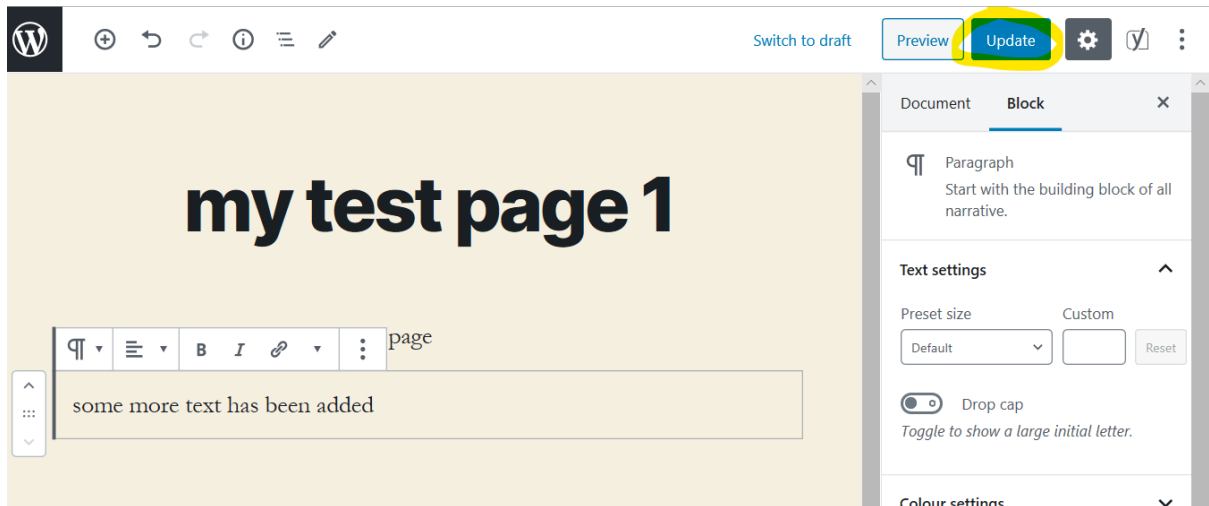 Switch to draft Preview Update
Document Block
Paragraph
Start with the building block of all
narrative.
my test page 1
Text settings
Preset size Custom
Default Reset
page
B I
some more text has been added
Drop cap
Toggle to show a large initial letter.
Colour settings